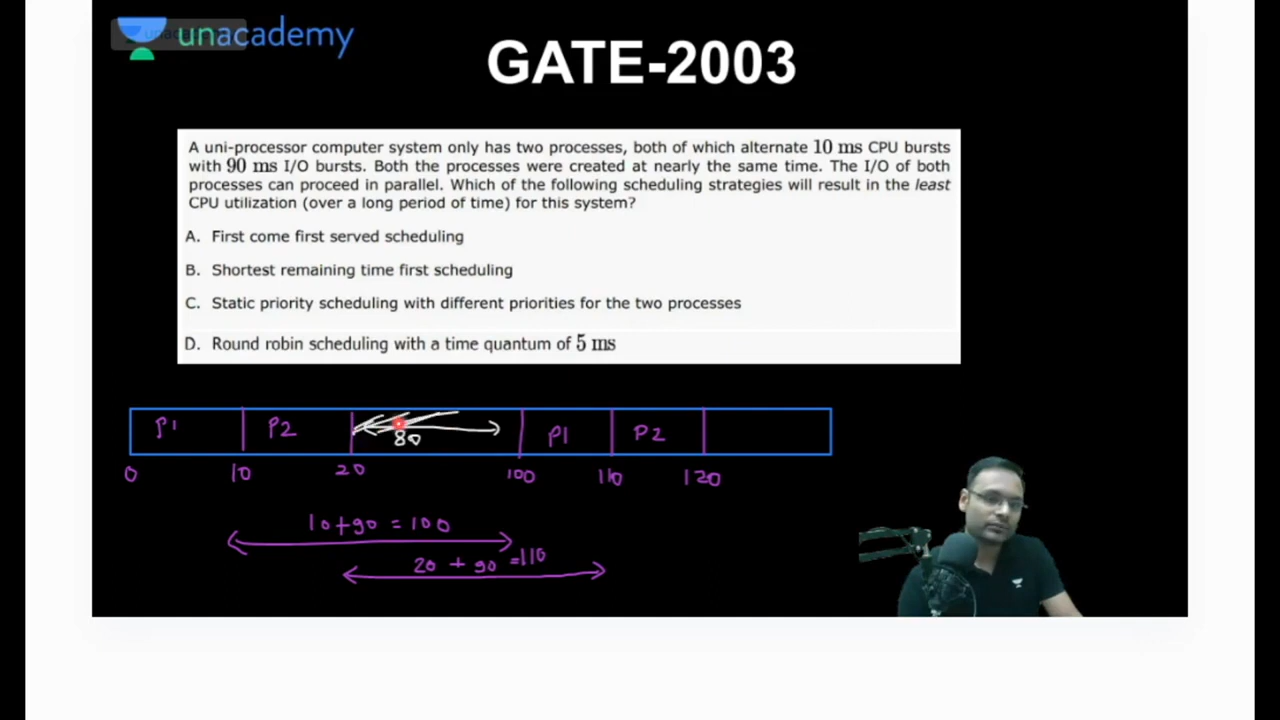 unacademy
GATE-2003
A uni-processor computer system only has two processes, both of which alternate 10 ms CPU bursts
with 90 ms I/O bursts. Both the processes were created at nearly the same time. The I/O of both
processes can proceed in parallel. Which of the following scheduling strategies will result in the least
CPU utilization (over a long period of time) for this system?
A. First come first served scheduling
B. Shortest remaining time first scheduling
C. Static priority scheduling with different priorities for the two processes
D. Round robin scheduling with a time quantum of 5 ms
P1 P2 80 P1 P2
0 10 20 100 110 120
10+90 = 100
20 + 90 =110